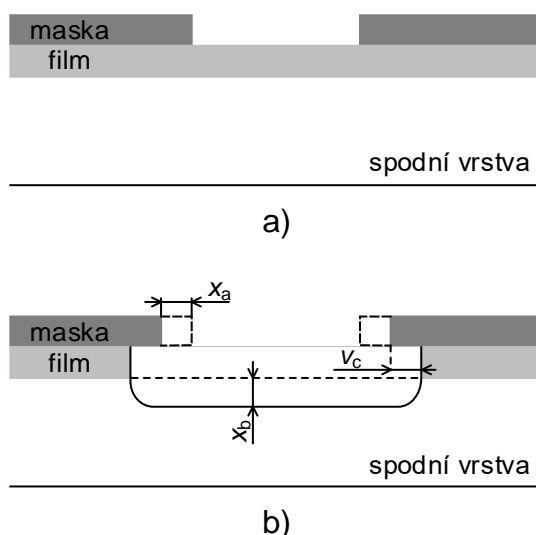 maska
film
spodní vrstva
a)
xa
maska
film
vc
xb
spodní vrstva
b)